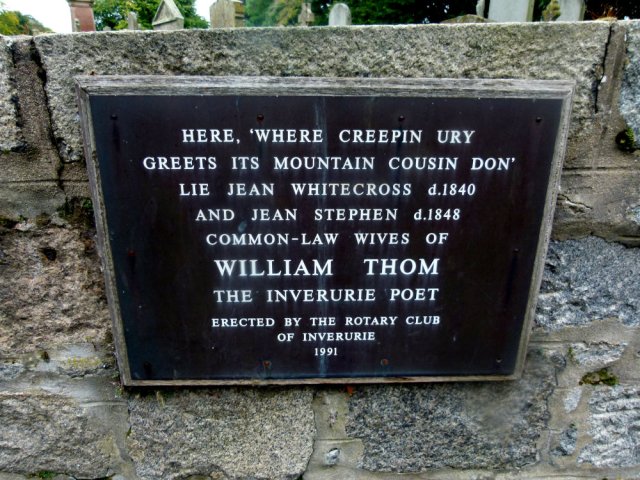 HERE, 'WHERE CREEPIN URY
GREETS ITS MOUNTAIN COUSIN DON'
LIE JEAN WHITECROSS d.1840
AND JEAN STEPHEN d.1848
COMMON-LAW WIVES OF
WILLIAM THOM
THE INVERURIE POET
ERECTED BY THE ROTARY CLUB
OF INVERURIE
1991